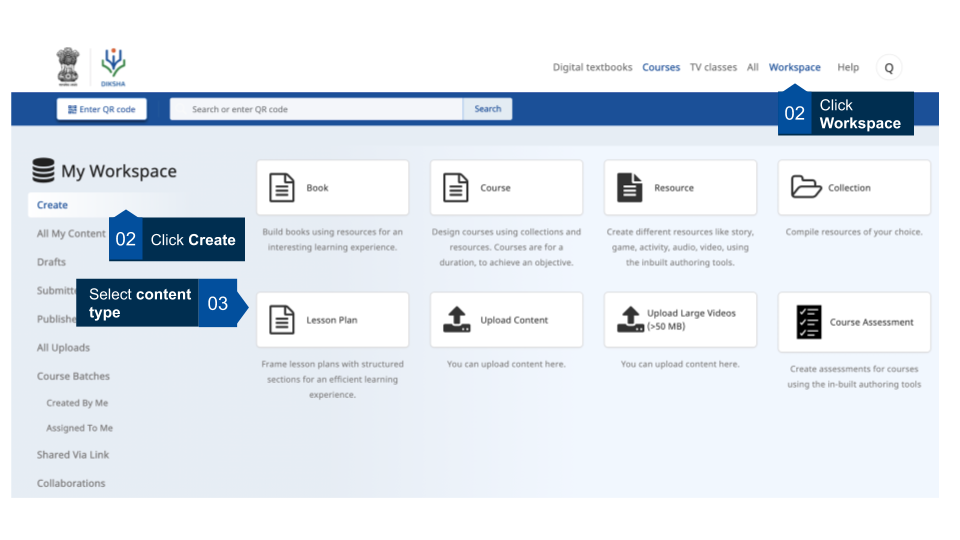 DIKSHA
Digital textbooks Courses TV classes All Workspace Help Q
Enter QR code Search or enter QR code Search
02 Click
Workspace
My Workspace
Create
All My Content
Drafts
Publishe
All Uploads
Course Batches
Created By Me
Assigned To Me
Shared Via Link
Collaborations
02 Click Create
Select content
type
03
Book
Build books using resources for an
interesting learning experience.
Course
Design courses using collections and
resources. Courses are for a
duration, to achieve an objective.
Resource
Create different resources like story,
game, activity, audio, video, using
the inbuilt authoring tools.
Collection
Compile resources of your choice.
Lesson Plan
Frame lesson plans with structured
sections for an efficient learning
experience.
Upload Content
You can upload content here.
Upload Large Videos
(>50 MB)
You can upload content here.
Course Assessment
Create assessments for courses
using the in-built authoring tools